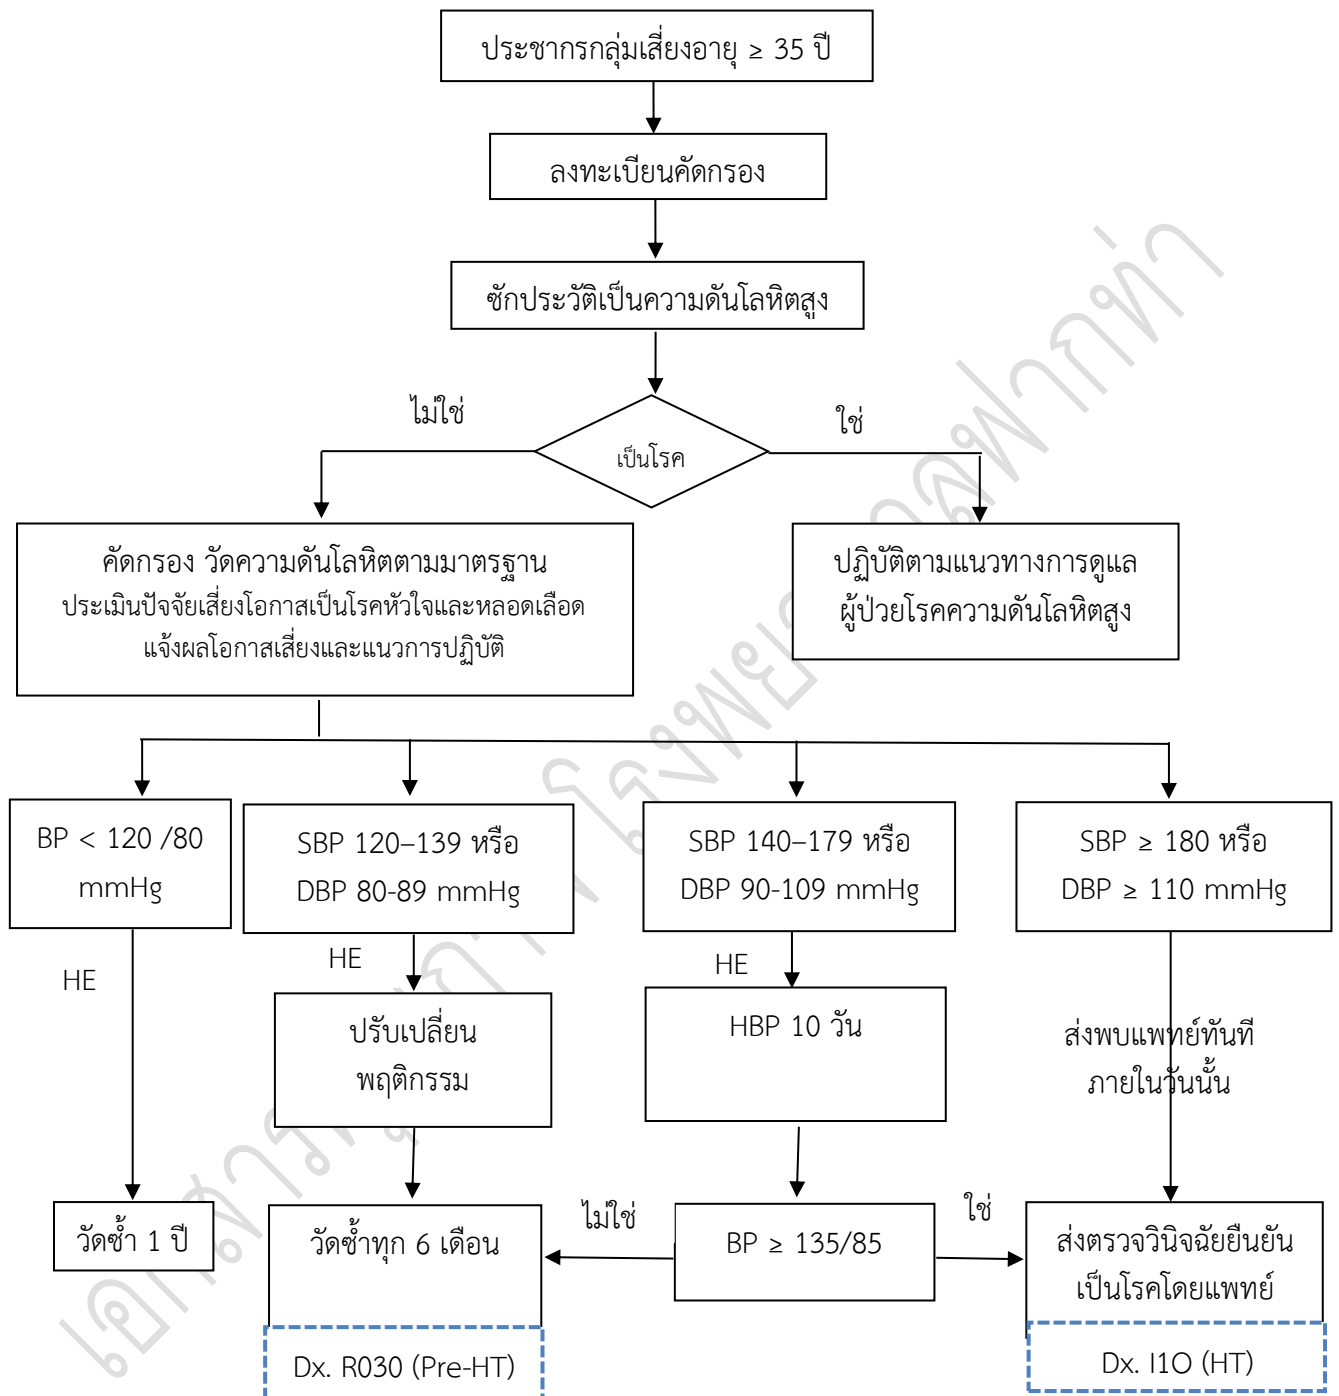 ประชากรกลุ่มเสี่ยงอายุ ≥ 35 ปี
ลงทะเบียนคัดกรอง
ซักประวัติเป็นความดันโลหิตสูง
ไม่ใช่
ใช่
เป็นโรค
คัดกรอง วัดความดันโลหิตตามมาตรฐาน
ประเมินปัจจัยเสี่ยงโอกาสเป็นโรคหัวใจและหลอดเลือด
แจ้งผลโอกาสเสี่ยงและแนวการปฏิบัติ
ปฏิบัติตามแนวทางการดูแล
ผู้ป่วยโรคความดันโลหิตสูง
BP < 120 /80
mmHg
SBP 120–139 หรือ
DBP 80-89 mmHg
SBP 140–179 หรือ
DBP 90-109 mmHg
SBP ≥ 180 หรือ
DBP ≥ 110 mmHg
HE
HE
HE
ปรับเปลี่ยน
พฤติกรรม
HBP 10 วัน
ส่งพบแพทย์ทันที
ภายในวันนั้น
วัดซ้ำ 1 ปี
วัดซ้ำทุก 6 เดือน
ไม่ใช่
BP ≥ 135/85
ใช่
ส่งตรวจวินิจฉัยยืนยัน
เป็นโรคโดยแพทย์
Dx. R030 (Pre-HT)
Dx. I1O (HT)